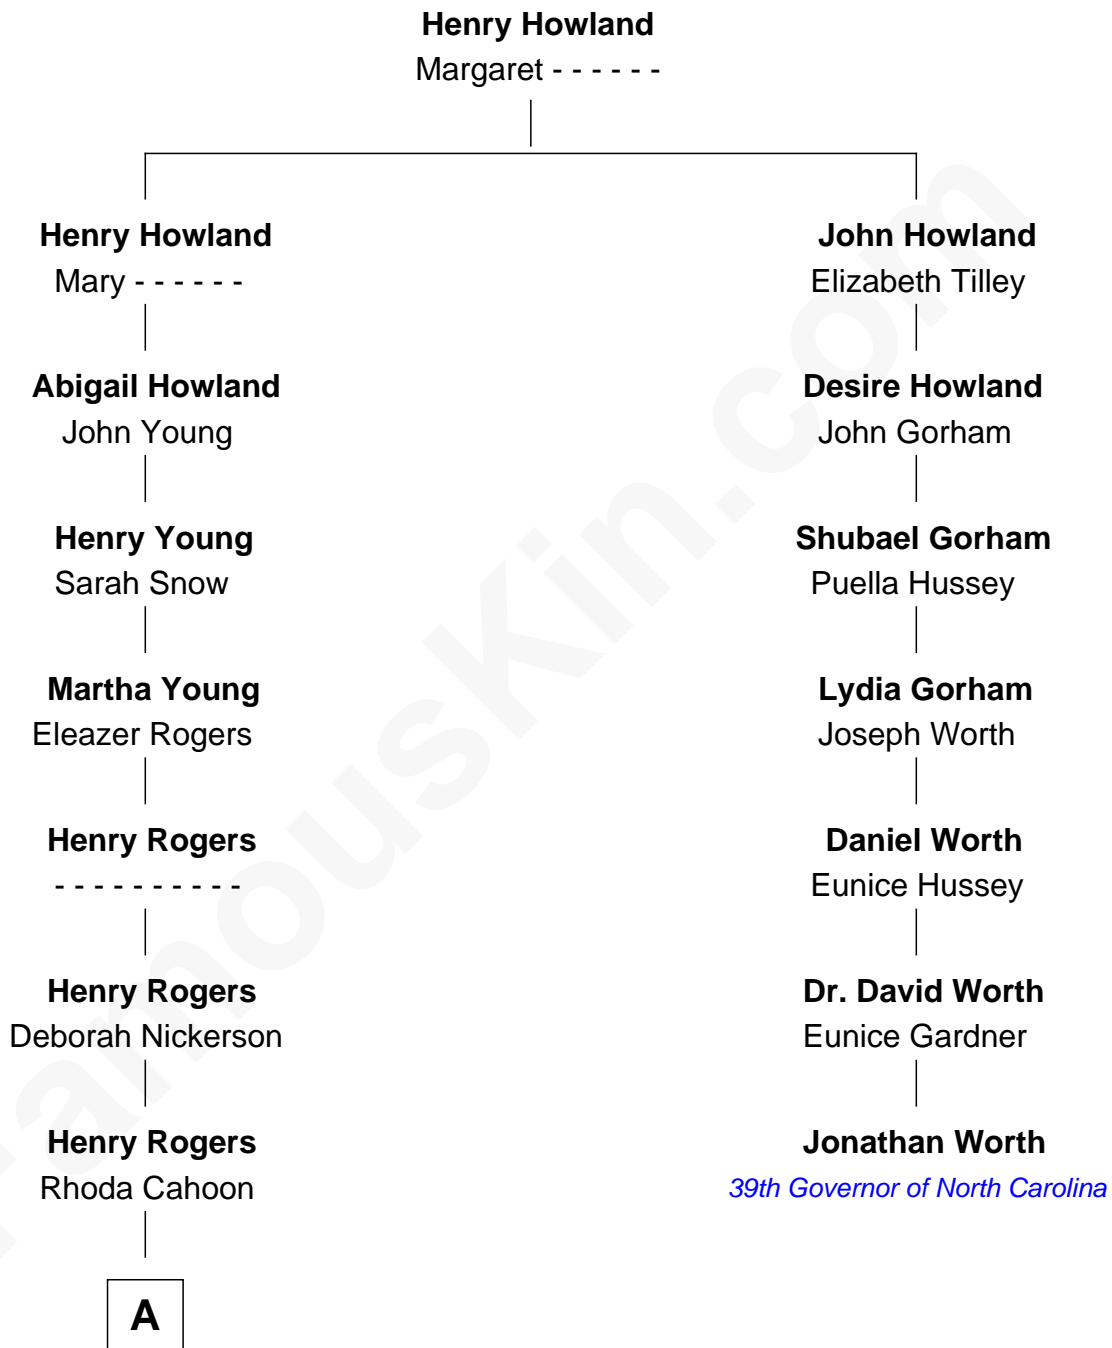 Henry Howland
Margaret - - - - - -
Henry Howland
Mary - - - - - -
John Howland
Elizabeth Tilley
Abigail Howland
John Young
Desire Howland
John Gorham
Henry Young
Sarah Snow
Shubael Gorham
Puella Hussey
Martha Young
Eleazer Rogers
Lydia Gorham
Joseph Worth
Henry Rogers
- - - - - - - - - -
Daniel Worth
Eunice Hussey
Henry Rogers
Deborah Nickerson
Dr. David Worth
Eunice Gardner
Henry Rogers
Rhoda Cahoon
Jonathan Worth
39th Governor of North Carolina
A
FamousKin.com